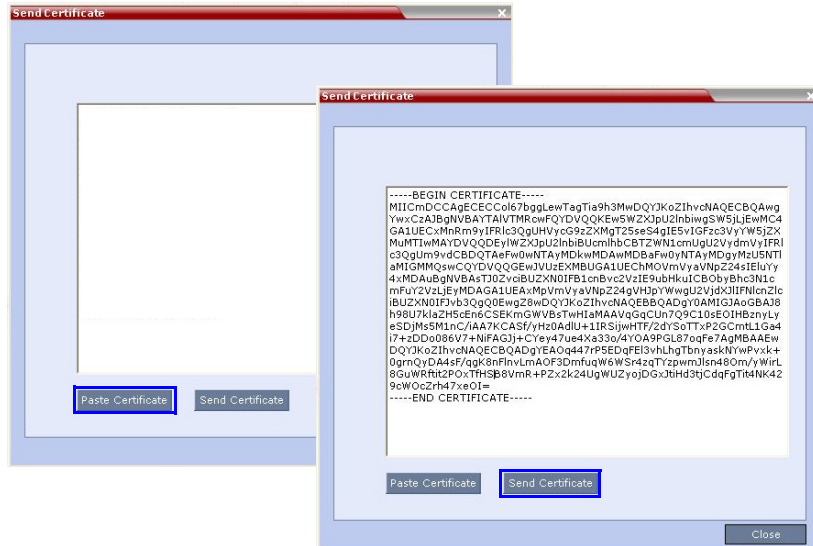 Send Certificate
Paste Certificate
Send Certificate
Send Certificate
-----BEGIN CERTIFICATE-----
MIICmDCCAgECECCol67bggLewTagTia9h3MwDQYJKoZIhvcNAQECBQAwg
YwxCzAJBgNVBAYTAlVTMRcwFQYDVQQKEw5WZXJpU2lnbiwgSW5jLjEwMC4
GA1UECxMnRm9yIFRlc3QgUHVycG9zZXMgT25seS4gIE5vIGFzc3VyYW5jZX
MuMTIwMAYDVQQDEylWZXJpU2lnbiBUcmlhbCBTZWN1cmUgU2VydmVyIFRl
c3QgUm9vdCBDQTAeFw0wNTAyMDkwMDAwMDBaFw0yNTAyMDgyMzU5NTl
aMIGMMQswCQYDVQQGEwJVUzEXMBUGA1UEChMOVmVyaVNpZ24sIEluYy
4xMDAuBgNVBAsTJ0ZvciBUZXN0IFB1cnBvc2VzIE9ubHkuICBObyBhc3N1c
mFuY2VzLjEyMDAGA1UEAxMpVmVyaVNpZ24gVHJpYWwgU2VjdXJlIFNlcnZlc
iBUZXN0IFJvb3QgQ0EwgZ8wDQYJKoZIhvcNAQEBBQADgY0AMIGJAoGBAJ8
h98U7klaZH5cEn6CSEKmGWVBsTwHIaMAAVqGqCUn7Q9C10sEOIHBznyLy
eSDjMs5M1nC/iAA7KCASf/yHz0AdlU+1IRSijwHTF/2dYSoTTxP2GCmtL1Ga4
i7+zDDo086V7+NiFAGJj+CYey47ue4Xa33o/4YOA9PGL87oqFe7AgMBAAEw
DQYJKoZIhvcNAQECBQADgYEAOq447rP5EDqFEl3vhLhgTbnyaskNYwPvxk+
0grnQyDA4sF/qgK8nFlnvLmAOF3DmfuqW6WSr4zqTYzpwmJlsn48Om/yWirL
8GuWRftit2POxTfHSB8VmR+PZx2k24UgWUZyojDGxJtiHd3tjCdqFgTit4NK42
9cWOcZrh47xeOI=
-----END CERTIFICATE-----
Paste Certificate
Send Certificate
Close